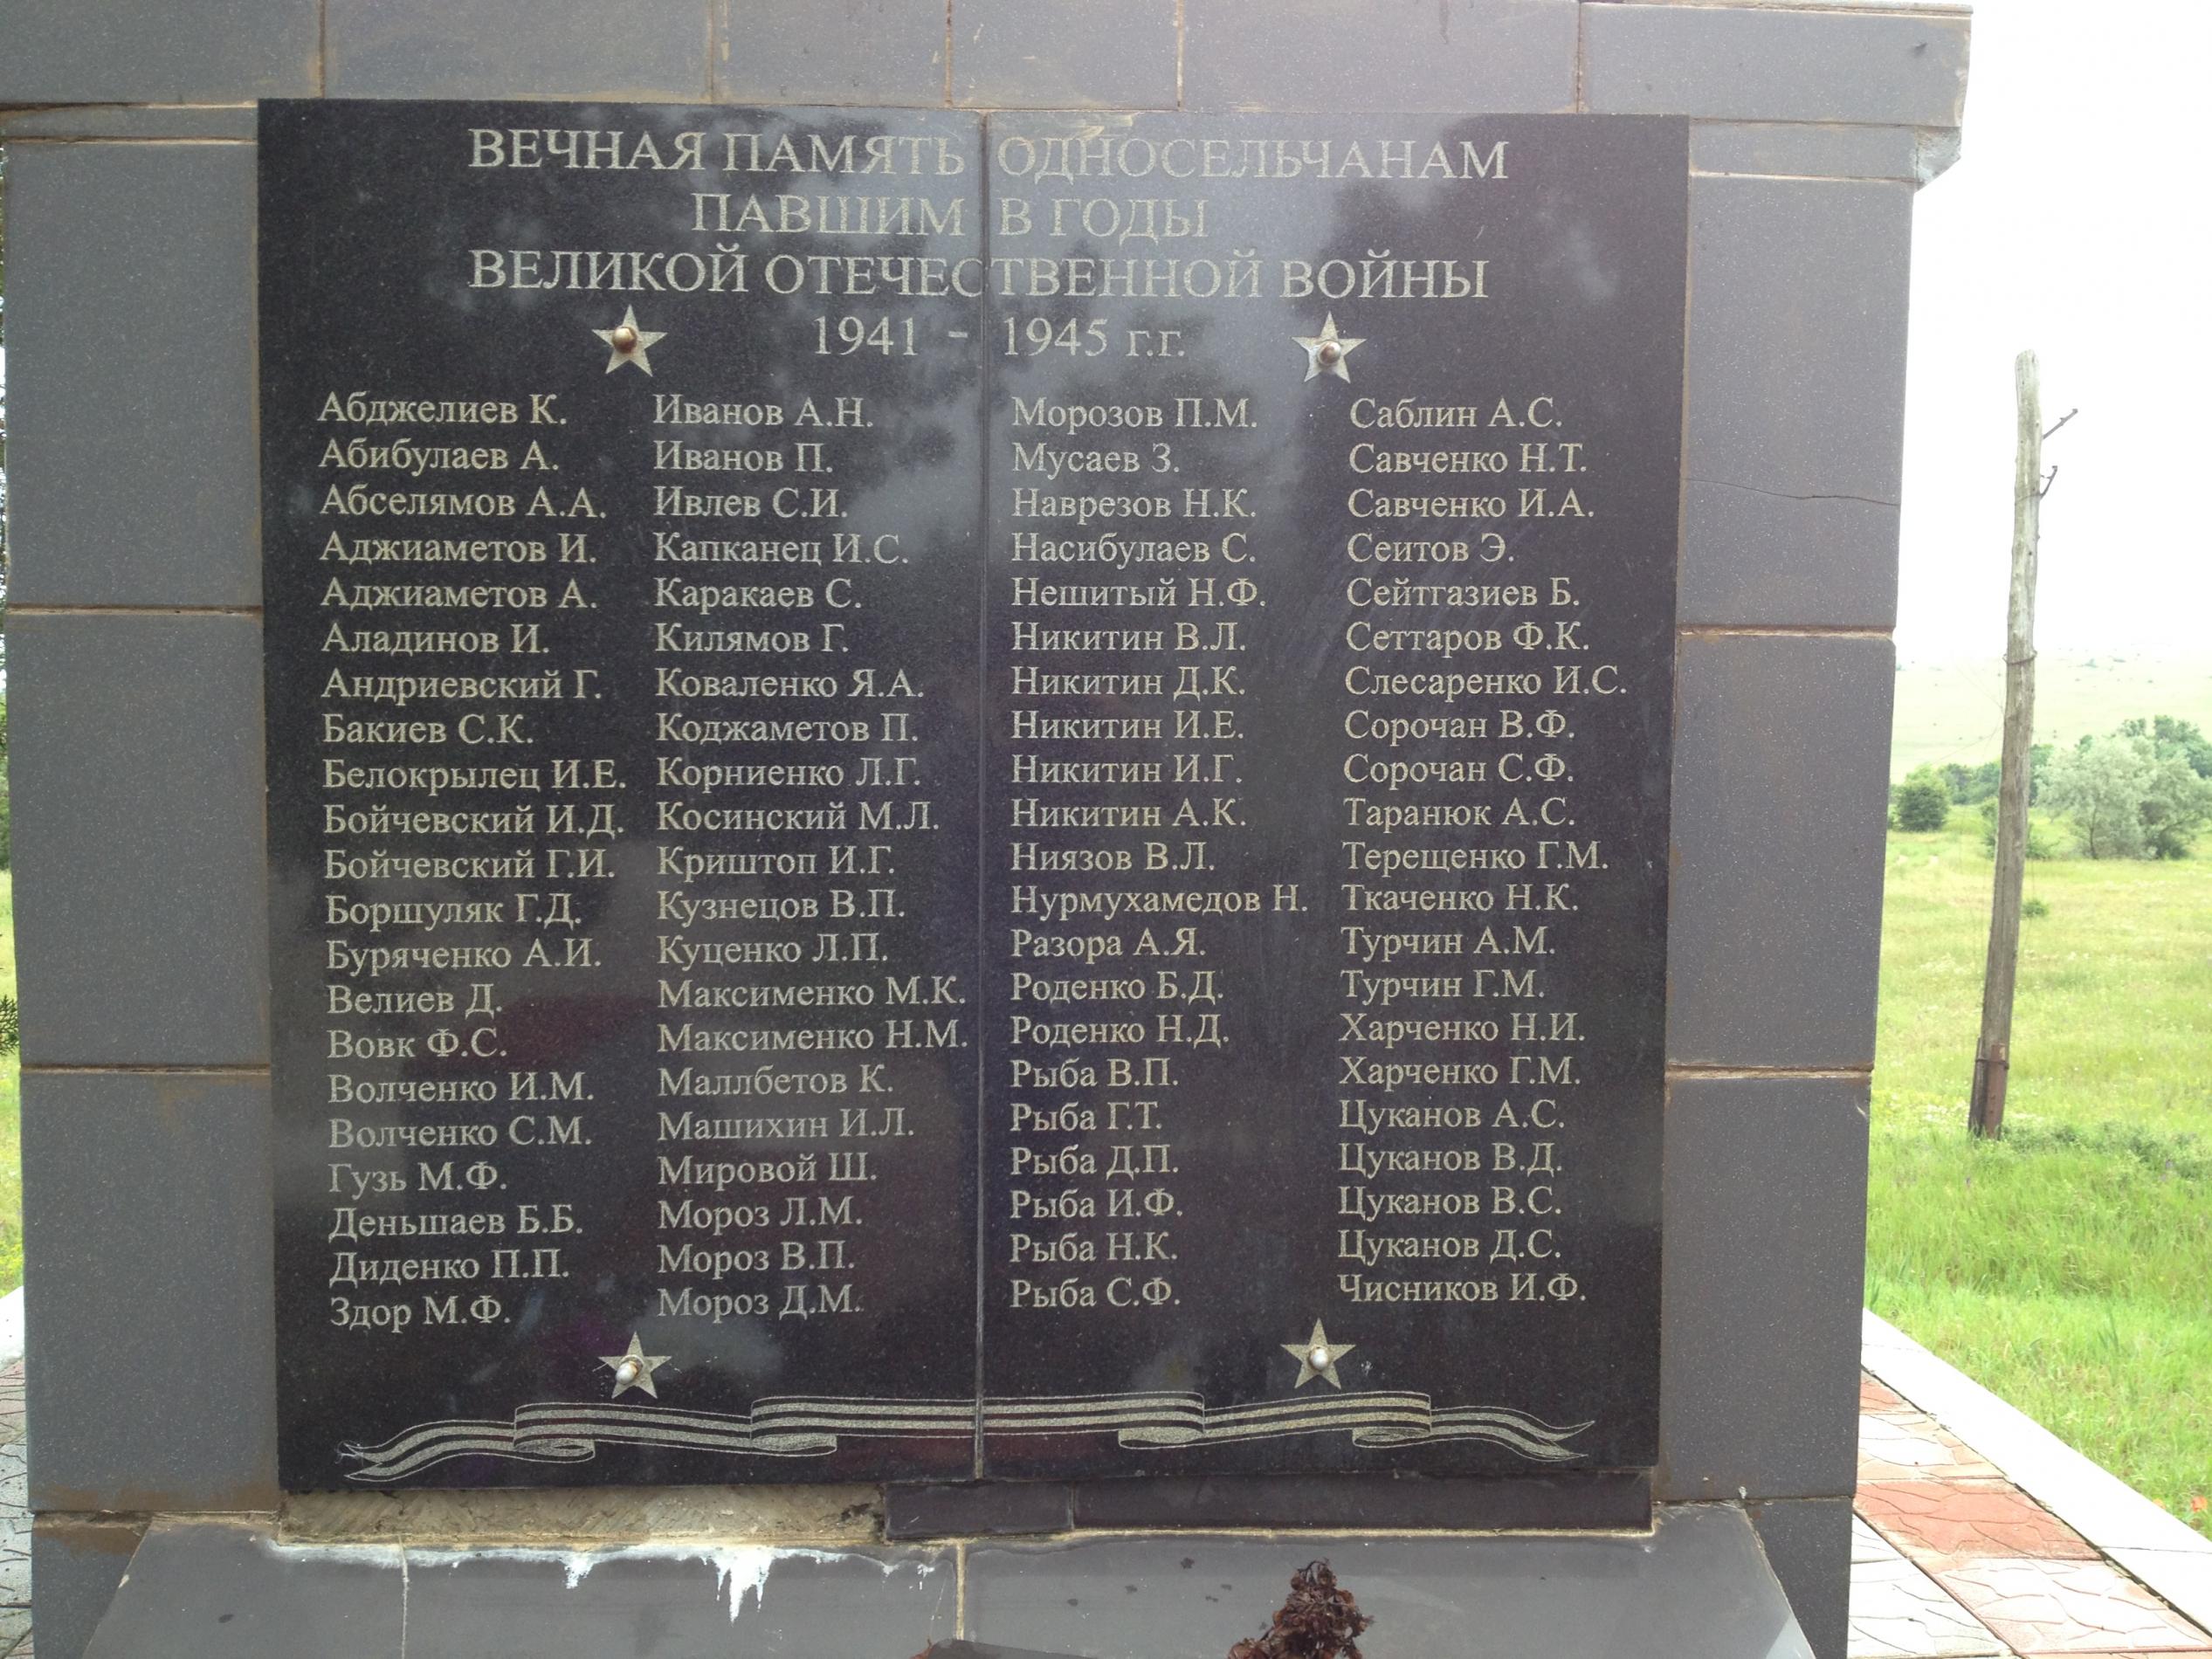 ВЕЧНАЯ ПАМЯТЬ ОДНОСЕЛЬЧАНАМ
ПАВШИМ В ГОДЫ
ВЕЛИКОЙ ОТЕЧЕСТВЕННОЙ ВОЙНЫ
1941 - 1945 г.г.
Абджелиев К.
Абибулаев А.
Абселямов А.А.
Аджиаметов И.
Аджиаметов А.
Аладинов И.
Андриевский Г.
Бакиев С.К.
Белокрылец И.Е.
Бойчевский И.Д.
Бойчевский Г.И.
Боршуляк Г.Д.
Буряченко А.И.
Велиев Д.
Вовк Ф.С.
Волченко И.М.
Волченко С.М.
Гузь М.Ф.
Деньшаев Б.Б.
Диденко П.П.
Здор М.Ф.
Иванов А.Н.
Иванов П.
Ивлев С.И.
Капканец И.С.
Каракаев С.
Килямов Г.
Коваленко Я.А.
Коджаметов П.
Корниенко Л.Г.
Косинский М.Л.
Криштоп И.Г.
Кузнецов В.П.
Куценко Л.П.
Максименко М.К.
Максименко Н.М.
Маллбетов К.
Машихин И.Л.
Мировой Ш.
Мороз Л.М.
Мороз В.П.
Мороз Д.М.
Морозов П.М.
Мусаев З.
Наврезов Н.К.
Насибулаев С.
Нешитый Н.Ф.
Никитин В.Л.
Никитин Д.К.
Никитин И.Е.
Никитин И.Г.
Никитин А.К.
Ниязов В.Л.
Нурмухамедов Н.
Разора А.Я.
Роденко Б.Д.
Роденко Н.Д.
Рыба В.П.
Рыба Г.Т.
Рыба Д.П.
Рыба И.Ф.
Рыба Н.К.
Рыба С.Ф.
Саблин А.С.
Савченко Н.Т.
Савченко И.А.
Сеитов Э.
Сейтгазиев Б.
Сеттаров Ф.К.
Слесаренко И.С.
Сорочан В.Ф.
Сорочан С.Ф.
Таранюк А.С.
Терещенко Г.М.
Ткаченко Н.К.
Турчин А.М.
Турчин Г.М.
Харченко Н.И.
Харченко Г.М.
Цуканов А.С.
Цуканов В.Д.
Цуканов В.С.
Цуканов Д.С.
Чисников И.Ф.